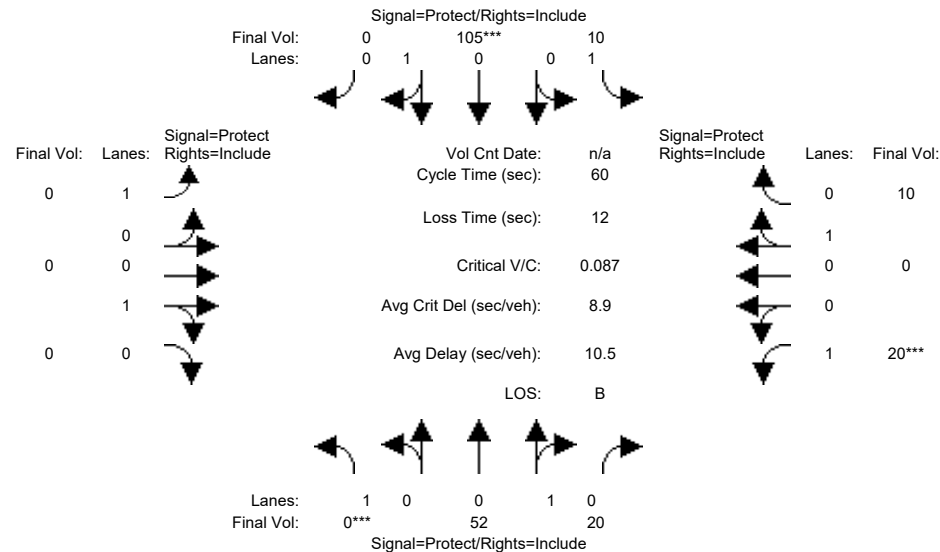 Signal=Protect/Rights=Include
Final Vol: 0 105*** 10
Lanes: 0 1 0 0 1
Signal=Protect Signal=Protect
Final Vol: Lanes: Rights=Include Vol Cnt Date: n/a Rights=Include Lanes: Final Vol:
Cycle Time (sec): 60
0 1 0 10
Loss Time (sec): 12
0 1
0 0 Critical V/C: 0.087 0 0
1 Avg Crit Del (sec/veh): 8.9 0
0 0 Avg Delay (sec/veh): 10.5 1 20***
LOS: B
Lanes: 1 0 0 1 0
Final Vol: 0*** 52 20
Signal=Protect/Rights=Include